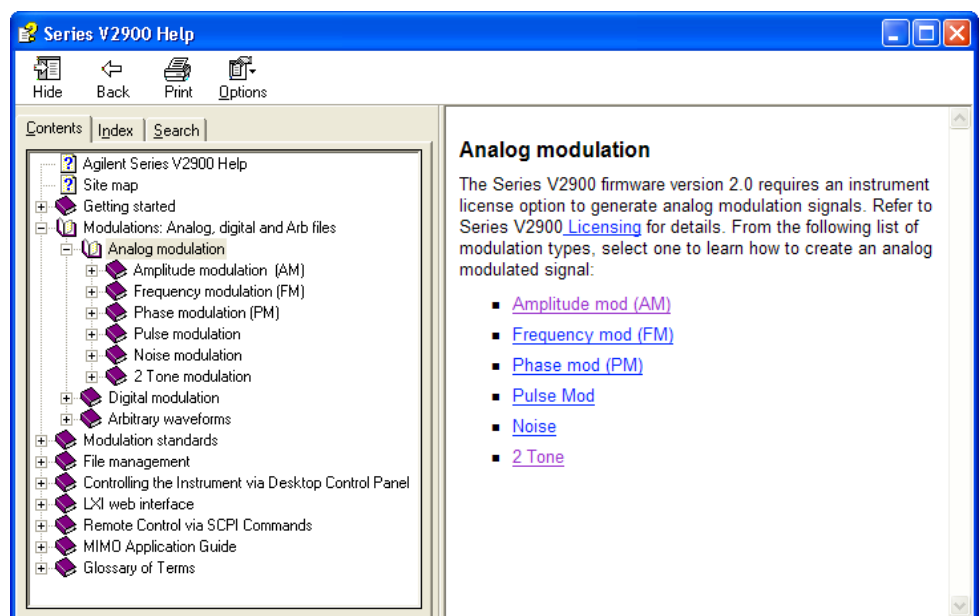 Series V2900 Help
Hide Back Print Options
Contents Index Search
Agilent Series V2900 Help
Site map
Getting started
Modulations: Analog, digital and Arb files
Analog modulation
Amplitude modulation (AM)
Frequency modulation (FM)
Phase modulation (PM)
Pulse modulation
Noise modulation
2 Tone modulation
Digital modulation
Arbitrary waveforms
Modulation standards
File management
Controlling the Instrument via Desktop Control Panel
LXI web interface
Remote Control via SCPI Commands
MIMO Application Guide
Glossary of Terms
Analog modulation
The Series V2900 firmware version 2.0 requires an instrument
license option to generate analog modulation signals. Refer to
Series V2900 Licensing for details. From the following list of
modulation types, select one to learn how to create an analog
modulated signal:
Amplitude mod (AM)
Frequency mod (FM)
Phase mod (PM)
Pulse Mod
Noise
2 Tone